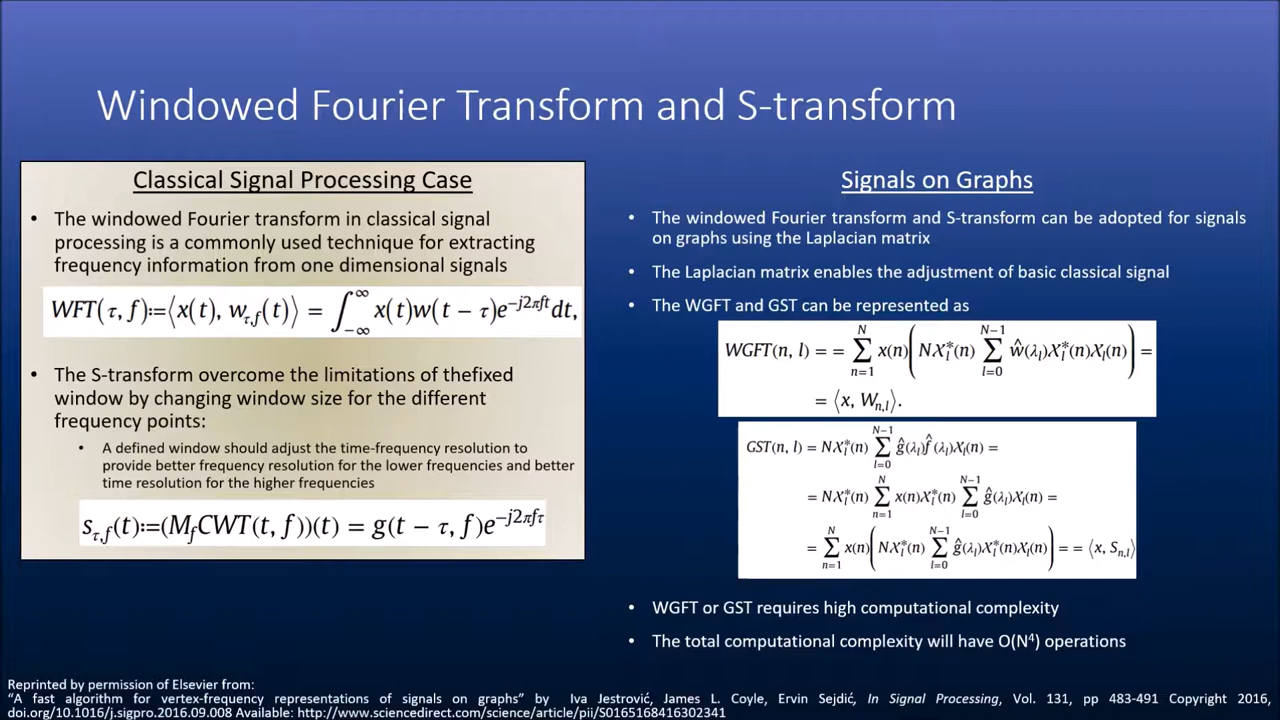 Windowed Fourier Transform and S-transform
Classical Signal Processing Case
• The windowed Fourier transform in classical signal
processing is a commonly used technique for extracting
frequency information from one dimensional signals
WFT(τ, f):=⟨x(t), w_{τ,f}(t)⟩ = ∫_{−∞}^{∞} x(t)w(t − τ)e^{−j2πft}dt,
• The S-transform overcome the limitations of thefixed
window by changing window size for the different
frequency points:
• A defined window should adjust the time-frequency resolution to
provide better frequency resolution for the lower frequencies and better
time resolution for the higher frequencies
s_{τ,f}(t):=(M_f CWT(t, f))(t) = g(t − τ, f)e^{−j2πfτ}
Signals on Graphs
• The windowed Fourier transform and S-transform can be adopted for signals
on graphs using the Laplacian matrix
• The Laplacian matrix enables the adjustment of basic classical signal
• The WGFT and GST can be represented as
WGFT(n, l) = = ∑_{n=1}^{N} x(n)(NX_l^*(n) ∑_{l=0}^{N−1} ŵ(λ_l)X_l^*(n)X_l(n)) =
= ⟨x, W_{n,l}⟩.
GST(n, l) = NX_l^*(n) ∑_{l=0}^{N−1} ĝ(λ_l)f̂(λ_l)X_l(n) =
= NX_l^*(n) ∑_{n=1}^{N} x(n)X_l^*(n) ∑_{l=0}^{N−1} ĝ(λ_l)X_l(n) =
= ∑_{n=1}^{N} x(n)(NX_l^*(n) ∑_{l=0}^{N−1} ĝ(λ_l)X_l^*(n)X_l(n)) = = ⟨x, S_{n,l}⟩
• WGFT or GST requires high computational complexity
• The total computational complexity will have O(N⁴) operations
Reprinted by permission of Elsevier from:
"A fast algorithm for vertex-frequency representations of signals on graphs" by Iva Jestrović, James L. Coyle, Ervin Sejdić, In Signal Processing, Vol. 131, pp 483-491 Copyright 2016,
doi.org/10.1016/j.sigpro.2016.09.008 Available: http://www.sciencedirect.com/science/article/pii/S0165168416302341